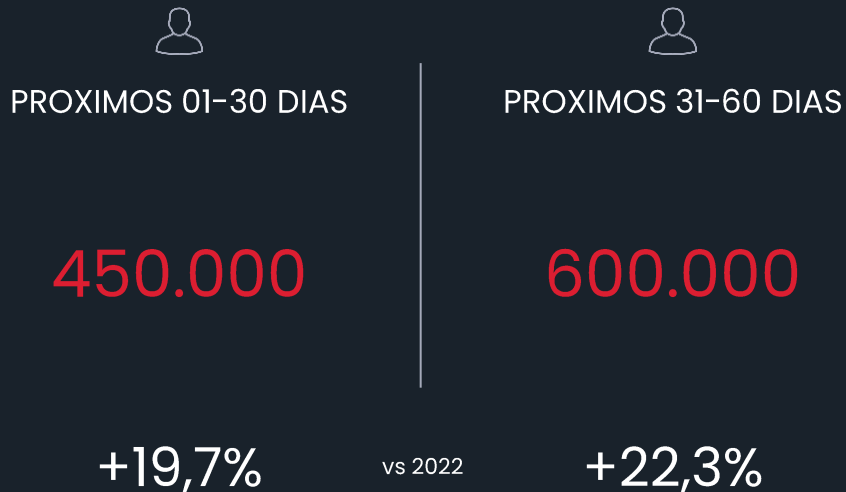 PROXIMOS 01-30 DIAS
450.000
+19,7%
vs 2022
PROXIMOS 31-60 DIAS
600.000
+22,3%